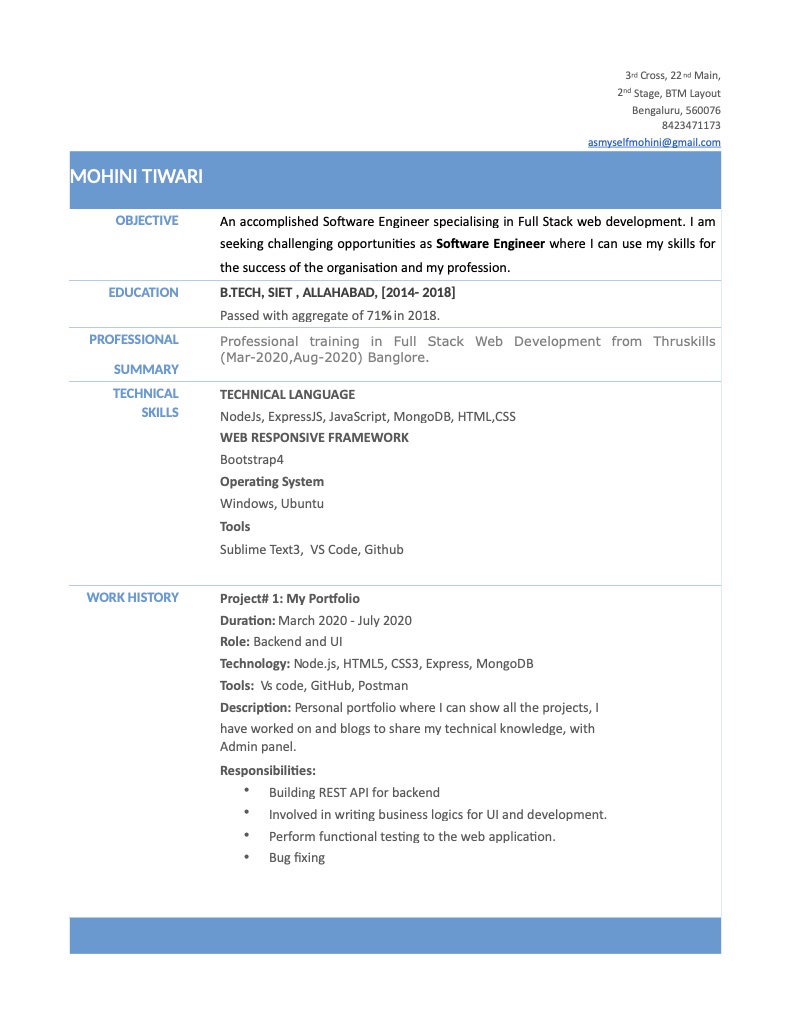 3rd Cross, 22nd Main,
2nd Stage, BTM Layout
Bengaluru, 560076
8423471173
asmyselfmohini@gmail.com
MOHINI TIWARI
OBJECTIVE
An accomplished Software Engineer specialising in Full Stack web development. I am
seeking challenging opportunities as Software Engineer where I can use my skills for
the success of the organisation and my profession.
EDUCATION
B.TECH, SIET , ALLAHABAD, [2014- 2018]
Passed with aggregate of 71% in 2018.
PROFESSIONAL
SUMMARY
Professional training in Full Stack Web Development from Thruskills
(Mar-2020,Aug-2020) Banglore.
TECHNICAL
SKILLS
TECHNICAL LANGUAGE
NodeJs, ExpressJS, JavaScript, MongoDB, HTML,CSS
WEB RESPONSIVE FRAMEWORK
Bootstrap4
Operating System
Windows, Ubuntu
Tools
Sublime Text3,  VS Code, Github
WORK HISTORY
Project# 1: My Portfolio
Duration: March 2020 - July 2020
Role: Backend and UI
Technology: Node.js, HTML5, CSS3, Express, MongoDB
Tools:  Vs code, GitHub, Postman
Description: Personal portfolio where I can show all the projects, I
have worked on and blogs to share my technical knowledge, with
Admin panel.
Responsibilities:
• Building REST API for backend
• Involved in writing business logics for UI and development.
• Perform functional testing to the web application.
• Bug fixing